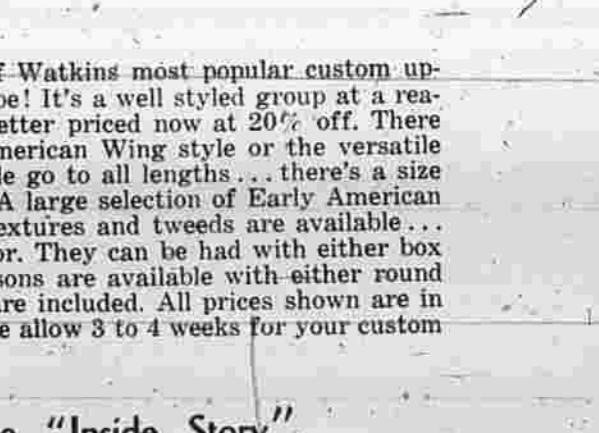 f Watkins most popular custom up-
be! It's a well styled group at a rea-
etter priced now at 20% off. There
merican Wing style or the versatile
le go to all lengths...there's a size
A large selection of Early American
extures and tweeds are available...
or. They can be had with either box
sons are available with either round
are included. All prices shown are in
e allow 3 to 4 weeks for your custom
e "Inside Story"